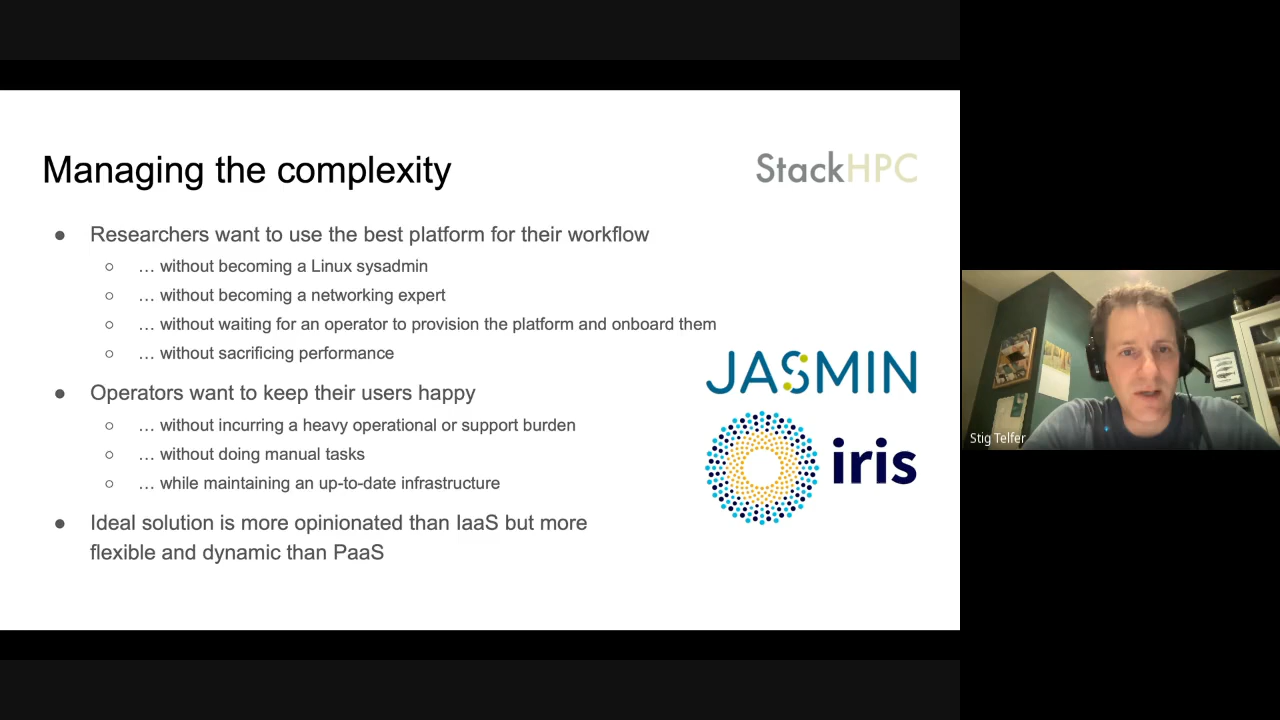 Managing the complexity
StackHPC
● Researchers want to use the best platform for their workflow
○ … without becoming a Linux sysadmin
○ … without becoming a networking expert
○ … without waiting for an operator to provision the platform and onboard them
○ … without sacrificing performance
● Operators want to keep their users happy
○ … without incurring a heavy operational or support burden
○ … without doing manual tasks
○ … while maintaining an up-to-date infrastructure
● Ideal solution is more opinionated than IaaS but more
flexible and dynamic than PaaS
JASMIN
iris
Stig Telfer